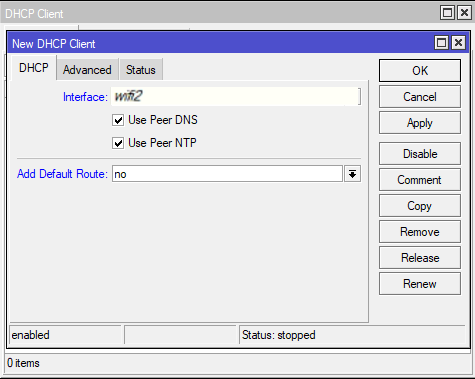 DHCP Client
New DHCP Client
DHCP
Advanced
Status
OK
Interface: wifi2
Cancel
Use Peer DNS
Apply
Use Peer NTP
Disable
Add Default Route: no
Comment
Copy
Remove
Release
Renew
enabled
Status: stopped
0 items